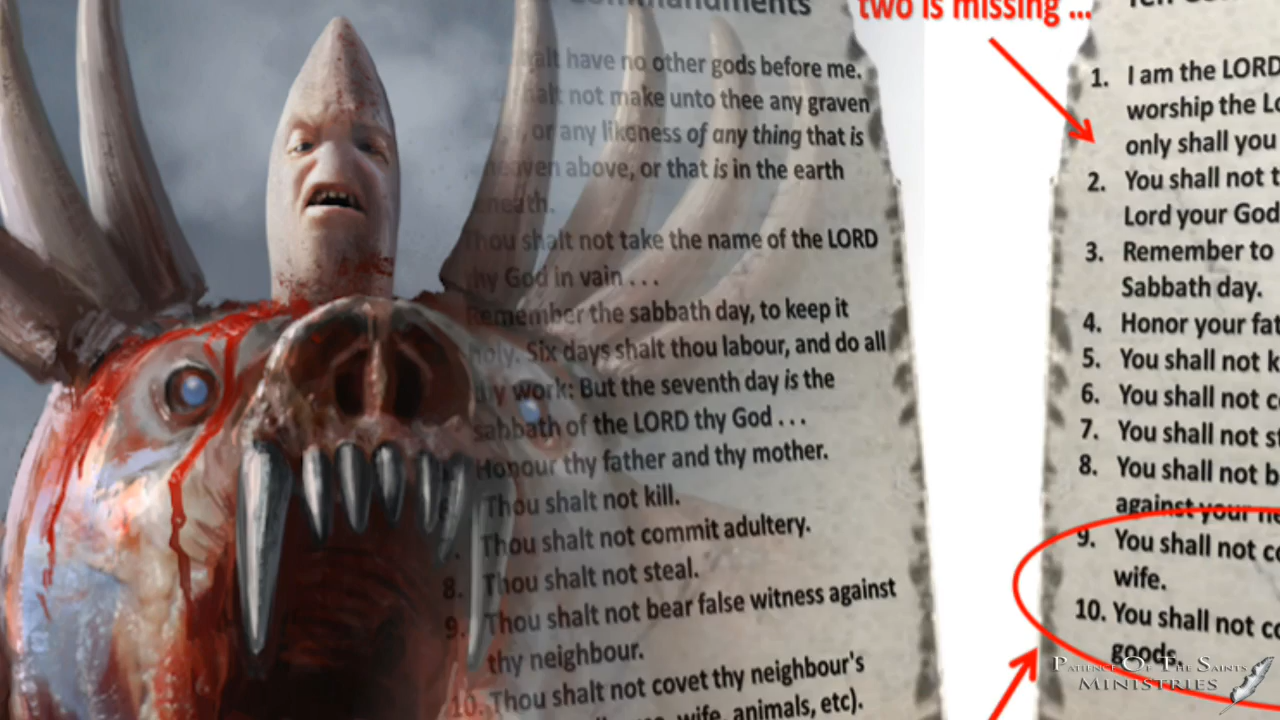 Commandments
shalt have no other gods before me.
shalt not make unto thee any graven
, or any likeness of any thing that is
heaven above, or that is in the earth
beneath.
Thou shalt not take the name of the LORD
thy God in vain . . .
Remember the sabbath day, to keep it
holy. Six days shalt thou labour, and do all
thy work: But the seventh day is the
sabbath of the LORD thy God . . .
Honour thy father and thy mother.
Thou shalt not kill.
Thou shalt not commit adultery.
8. Thou shalt not steal.
9. Thou shalt not bear false witness against
thy neighbour.
10. Thou shalt not covet thy neighbour's
wife, animals, etc).
two is missing ...
Ten
1. I am the LORD
worship the
only shall you
2. You shall not t
Lord your God
3. Remember to
Sabbath day.
4. Honor your fat
5. You shall not k
6. You shall not c
7. You shall not st
8. You shall not b
against your ne
9. You shall not co
wife.
10. You shall not co
goods.
PATIENCE OF THE SAINTS
MINISTRIES